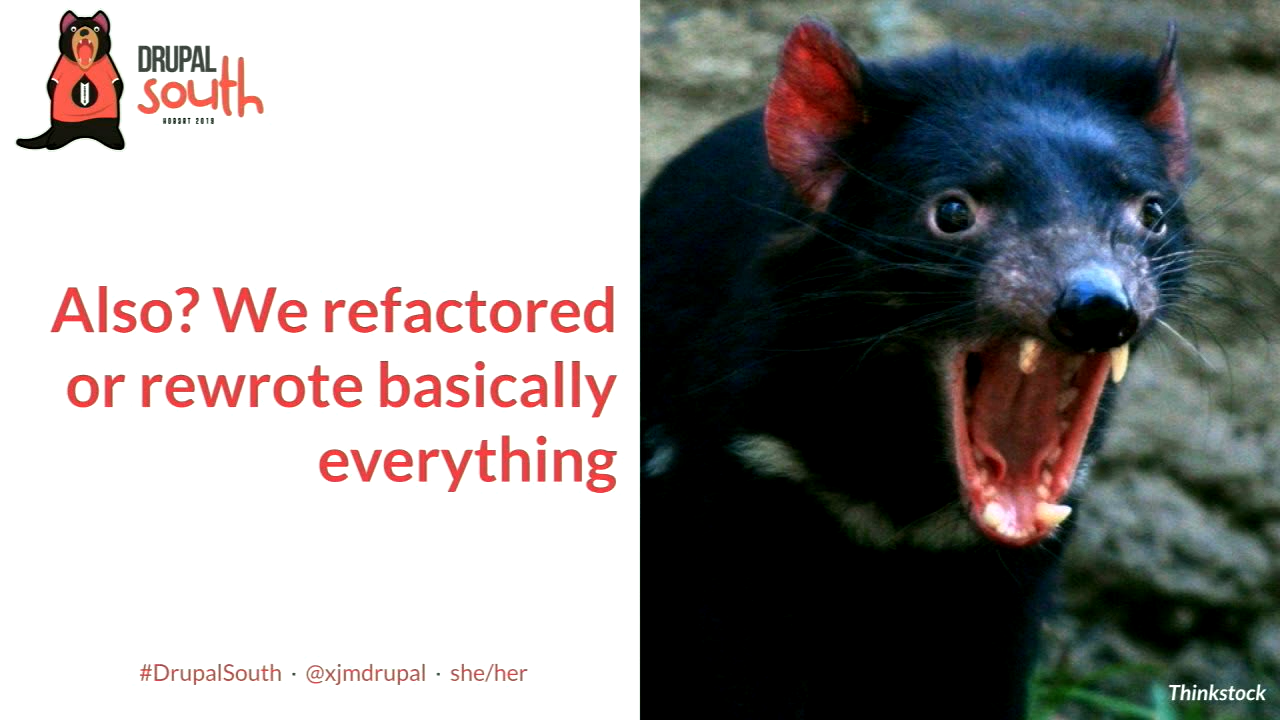 DRUPAL
south
HOBART 2019
Also? We refactored
or rewrote basically
everything
#DrupalSouth · @xjmdrupal · she/her
Thinkstock